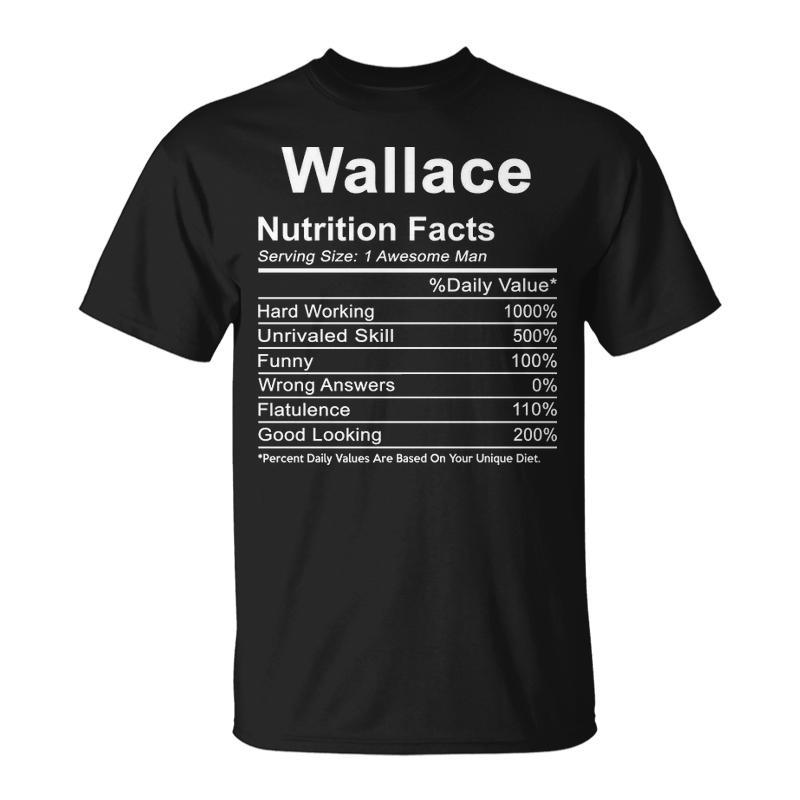 Wallace
Nutrition Facts
Serving Size: 1 Awesome Man
%Daily Value*
Hard Working 1000%
Unrivaled Skill 500%
Funny 100%
Wrong Answers 0%
Flatulence 110%
Good Looking 200%
*Percent Daily Values Are Based On Your Unique Diet.